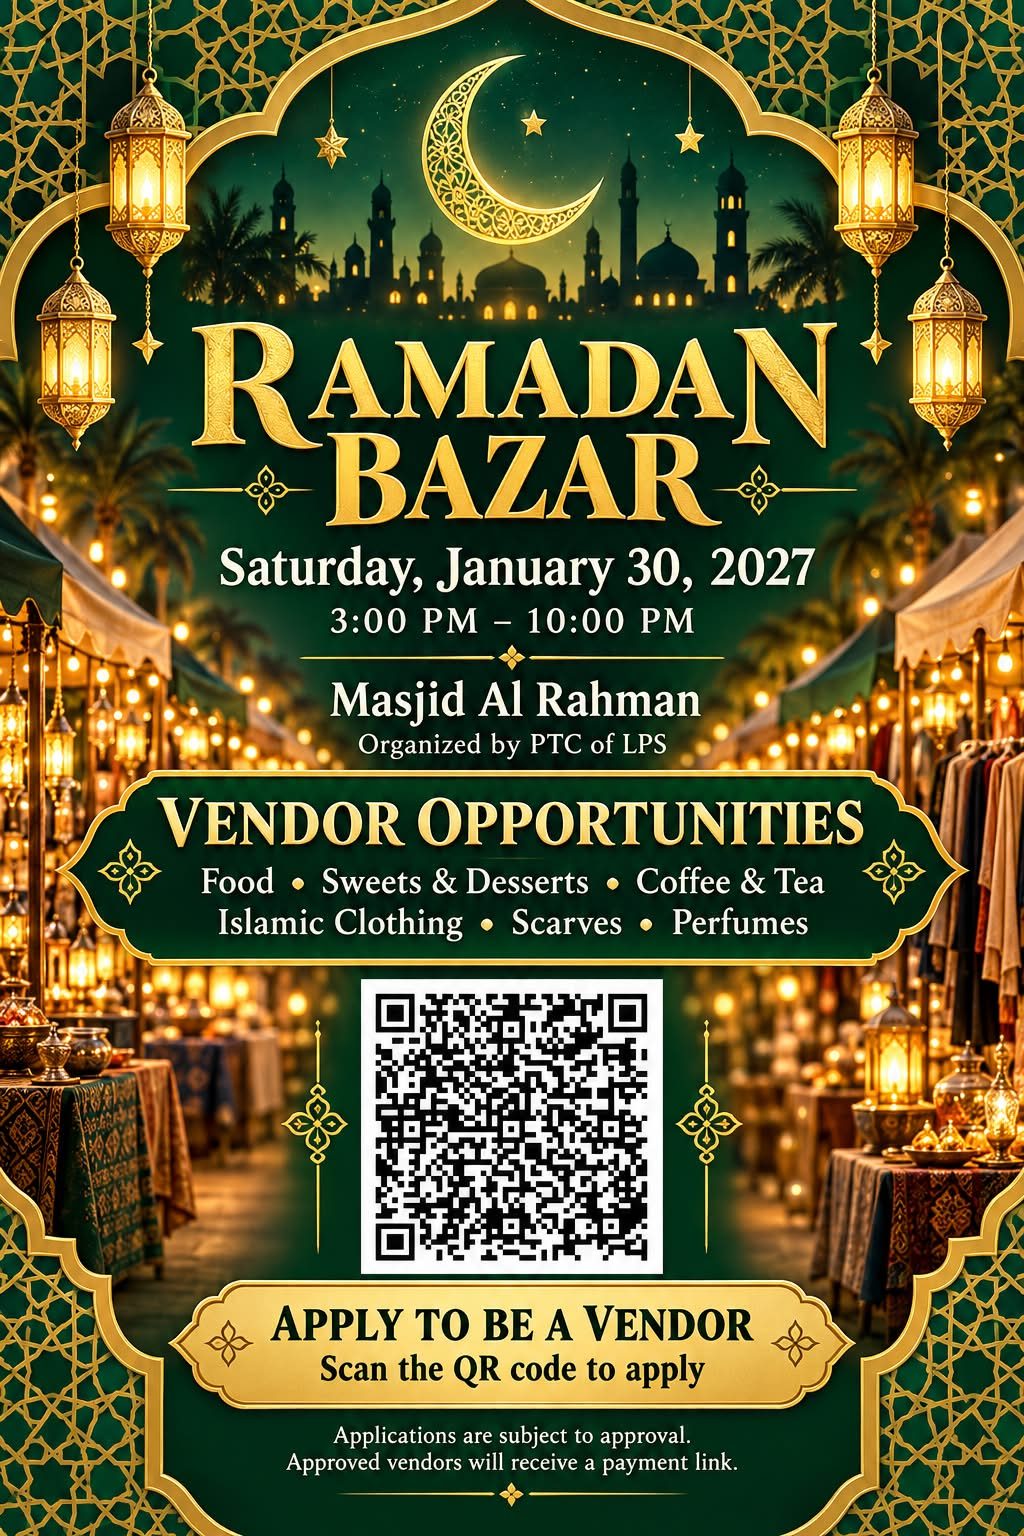 RAMADAN
BAZAR
Saturday, January 30, 2027
3:00 PM – 10:00 PM
Masjid Al Rahman
Organized by PTC of LPS
VENDOR OPPORTUNITIES
Food • Sweets & Desserts • Coffee & Tea
Islamic Clothing • Scarves • Perfumes
APPLY TO BE A VENDOR
Scan the QR code to apply
Applications are subject to approval.
Approved vendors will receive a payment link.